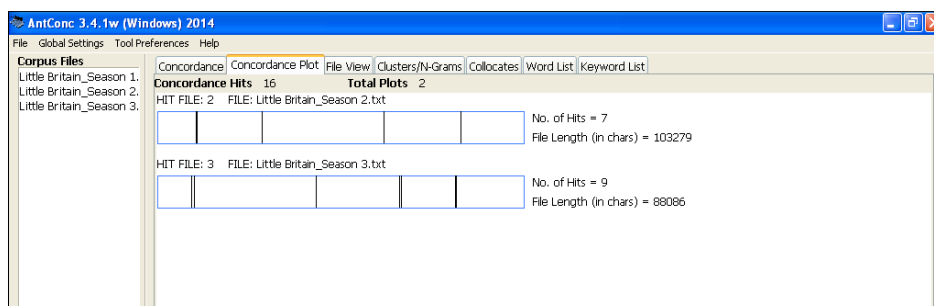 AntConc 3.4.1w (Windows) 2014
File Global Settings Tool Preferences Help
Corpus Files
Little Britain_Season 1.
Little Britain_Season 2.
Little Britain_Season 3.
Concordance Concordance Plot File View Clusters/N-Grams Collocates Word List Keyword List
Concordance Hits 16 Total Plots 2
HIT FILE: 2 FILE: Little Britain_Season 2.txt
No. of Hits = 7
File Length (in chars) = 103279
HIT FILE: 3 FILE: Little Britain_Season 3.txt
No. of Hits = 9
File Length (in chars) = 88086